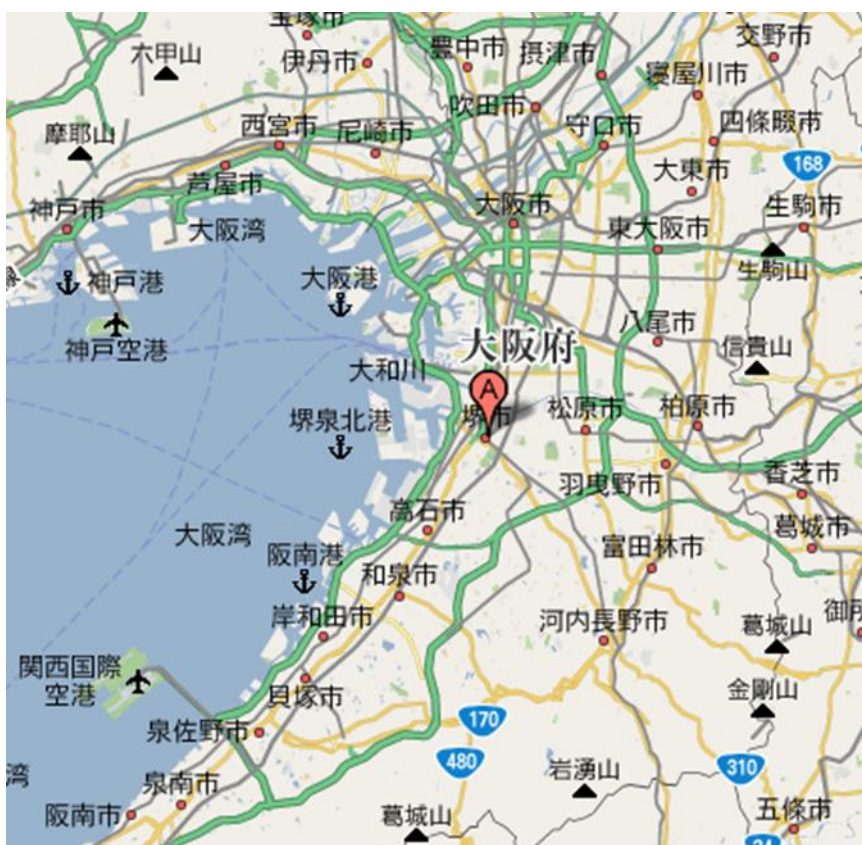 宝塚市
六甲山
伊丹市
豊中市
摂津市
交野市
寝屋川市
吹田市
摩耶山
西宮市
尼崎市
守口市
四條畷市
168
芦屋市
大東市
神戸市
大阪湾
大阪市
東大阪市
生駒市
神戸港
大阪港
生駒山
神戸空港
八尾市
大阪府
信貴山
大和川
A
堺市
松原市
柏原市
堺泉北港
羽曳野市
香芝市
高石市
大阪湾
葛城市
阪南港
富田林市
和泉市
岸和田市
河内長野市
御所
葛城山
関西国際
空港
貝塚市
金剛山
泉佐野市
170
480
310
湾
泉南市
岩湧山
阪南市
葛城山
五條市